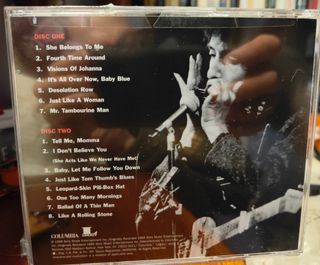 DISC ONE
1. She Belongs To Me
2. Fourth Time Around
3. Visions Of Johanna
4. It's All Over Now, Baby Blue
5. Desolation Row
6. Just Like A Woman
7. Mr. Tambourine Man
DISC TWO
1. Tell Me, Momma
2. I Don't Believe You
(She Acts Like We Never Have Met)
3. Baby, Let Me Follow You Down
4. Just Like Tom Thumb's Blues
5. Leopard-Skin Pill-Box Hat
6. One Too Many Mornings
7. Ballad Of A Thin Man
8. Like A Rolling Stone
COLUMBIA